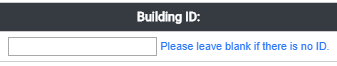 Building ID:
Please leave blank if there is no ID.